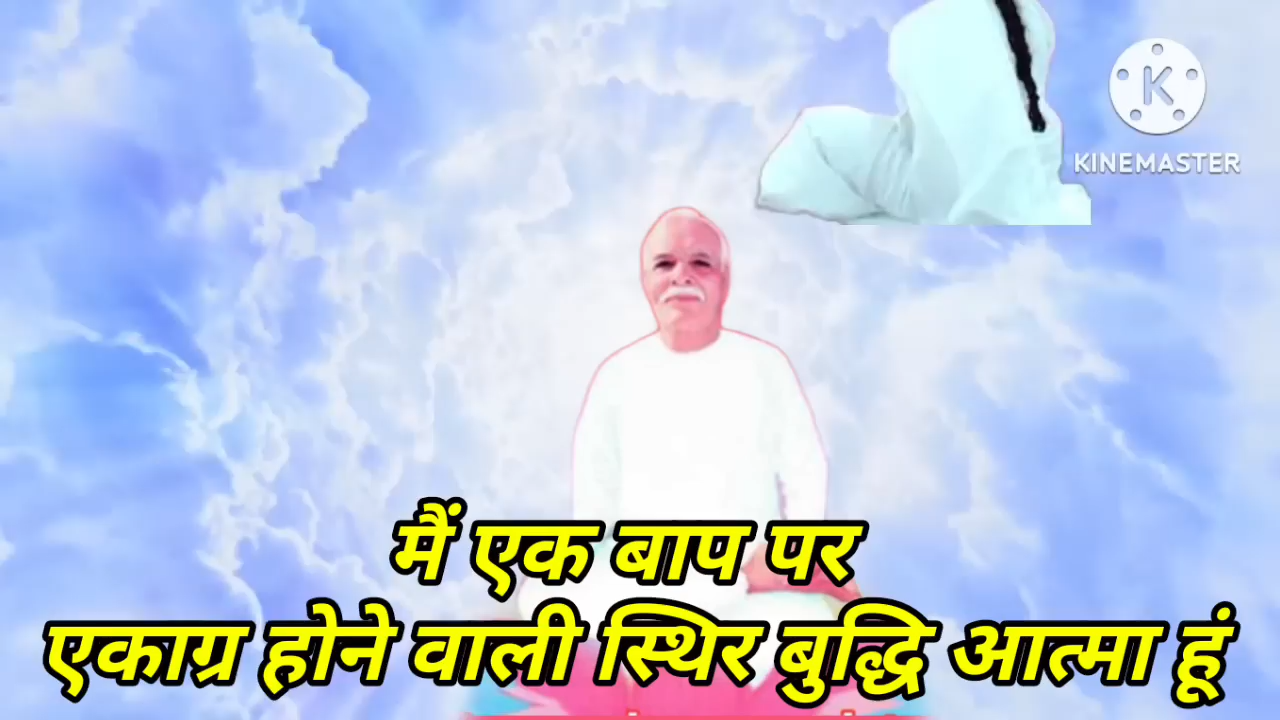 KINEMASTER
मैं एक बाप पर
एकाग्र होने वाली स्थिर बुद्धि आत्मा हूं